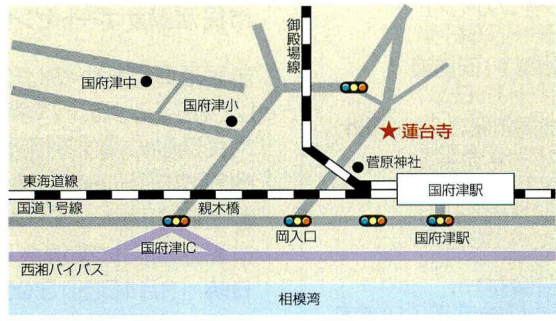 御殿場線
国府津中
国府津小
蓮台寺
菅原神社
東海道線
国府津駅
国道1号線
親木橋
岡入口
国府津駅
国府津IC
西湘バイパス
相模湾